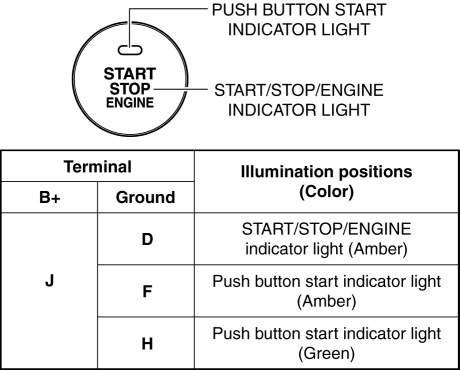 PUSH BUTTON START
INDICATOR LIGHT
START
STOP
ENGINE
START/STOP/ENGINE
INDICATOR LIGHT
Terminal
Illumination positions
(Color)
B+
Ground
J
D
START/STOP/ENGINE
indicator light (Amber)
F
Push button start indicator light
(Amber)
H
Push button start indicator light
(Green)